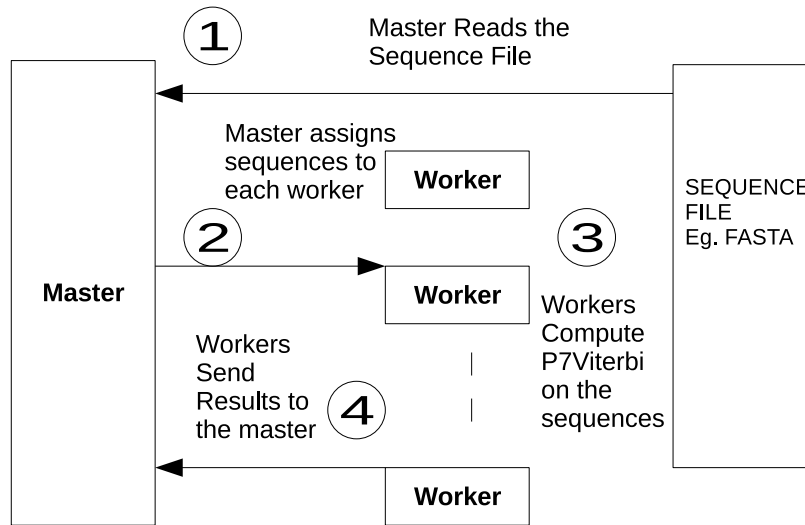 1
Master Reads the
Sequence File
Master assigns
sequences to
each worker
Worker
SEQUENCE
FILE
Eg. FASTA
2
3
Master
Worker
Workers
Compute
P7Viterbi
on the
sequences
Workers
Send
Results to
the master
4
Worker